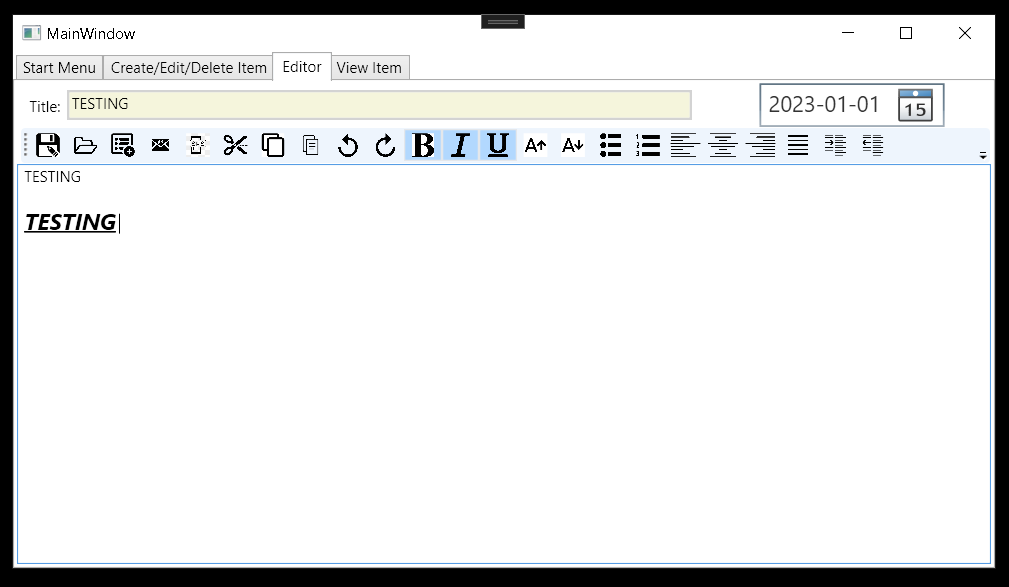 MainWindow
Start Menu Create/Edit/Delete Item Editor View Item
Title: TESTING 2023-01-01 15
B I U A A
TESTING
TESTING